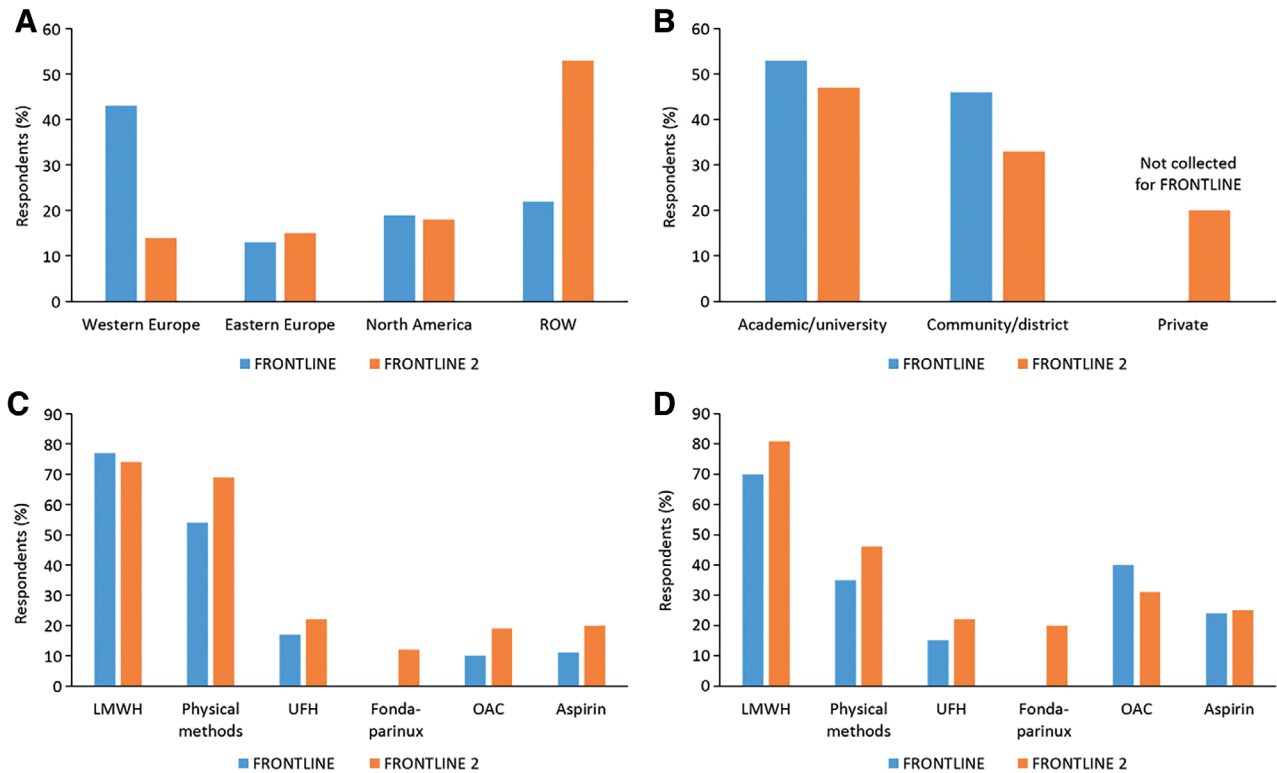 A
60
50
40
30
20
10
0
Respondents (%)
Western Europe Eastern Europe North America ROW
FRONTLINE FRONTLINE 2
B
60
50
40
30
20
10
0
Respondents (%)
Not collected
for FRONTLINE
Academic/university Community/district Private
FRONTLINE FRONTLINE 2
C
90
80
70
60
50
40
30
20
10
0
Respondents (%)
LMWH Physical UFH Fonda- OAC Aspirin
methods parinux
FRONTLINE FRONTLINE 2
D
90
80
70
60
50
40
30
20
10
0
Respondents (%)
LMWH Physical UFH Fonda- OAC Aspirin
methods parinux
FRONTLINE FRONTLINE 2